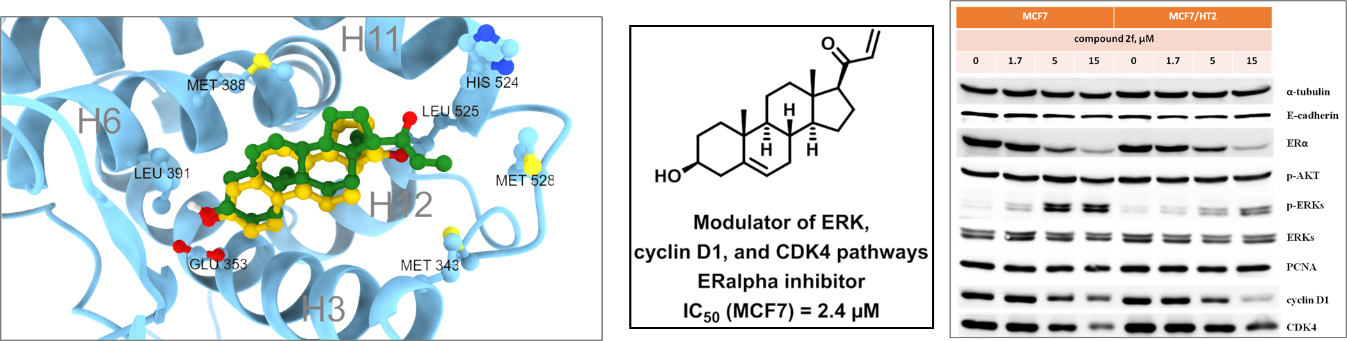 H11
MET 388
HIS 524
H6
LEU 525
LEU 391
MET 528
H12
GLU 353
MET 343
H3
O
H
H
H
HO
Modulator of ERK,
cyclin D1, and CDK4 pathways
ERalpha inhibitor
IC50 (MCF7) = 2.4 µM
MCF7 MCF7/HT2
compound 2f, µM
0 1.7 5 15 0 1.7 5 15
α-tubulin
E-cadherin
ERα
p-AKT
p-ERKs
ERKs
PCNA
cyclin D1
CDK4